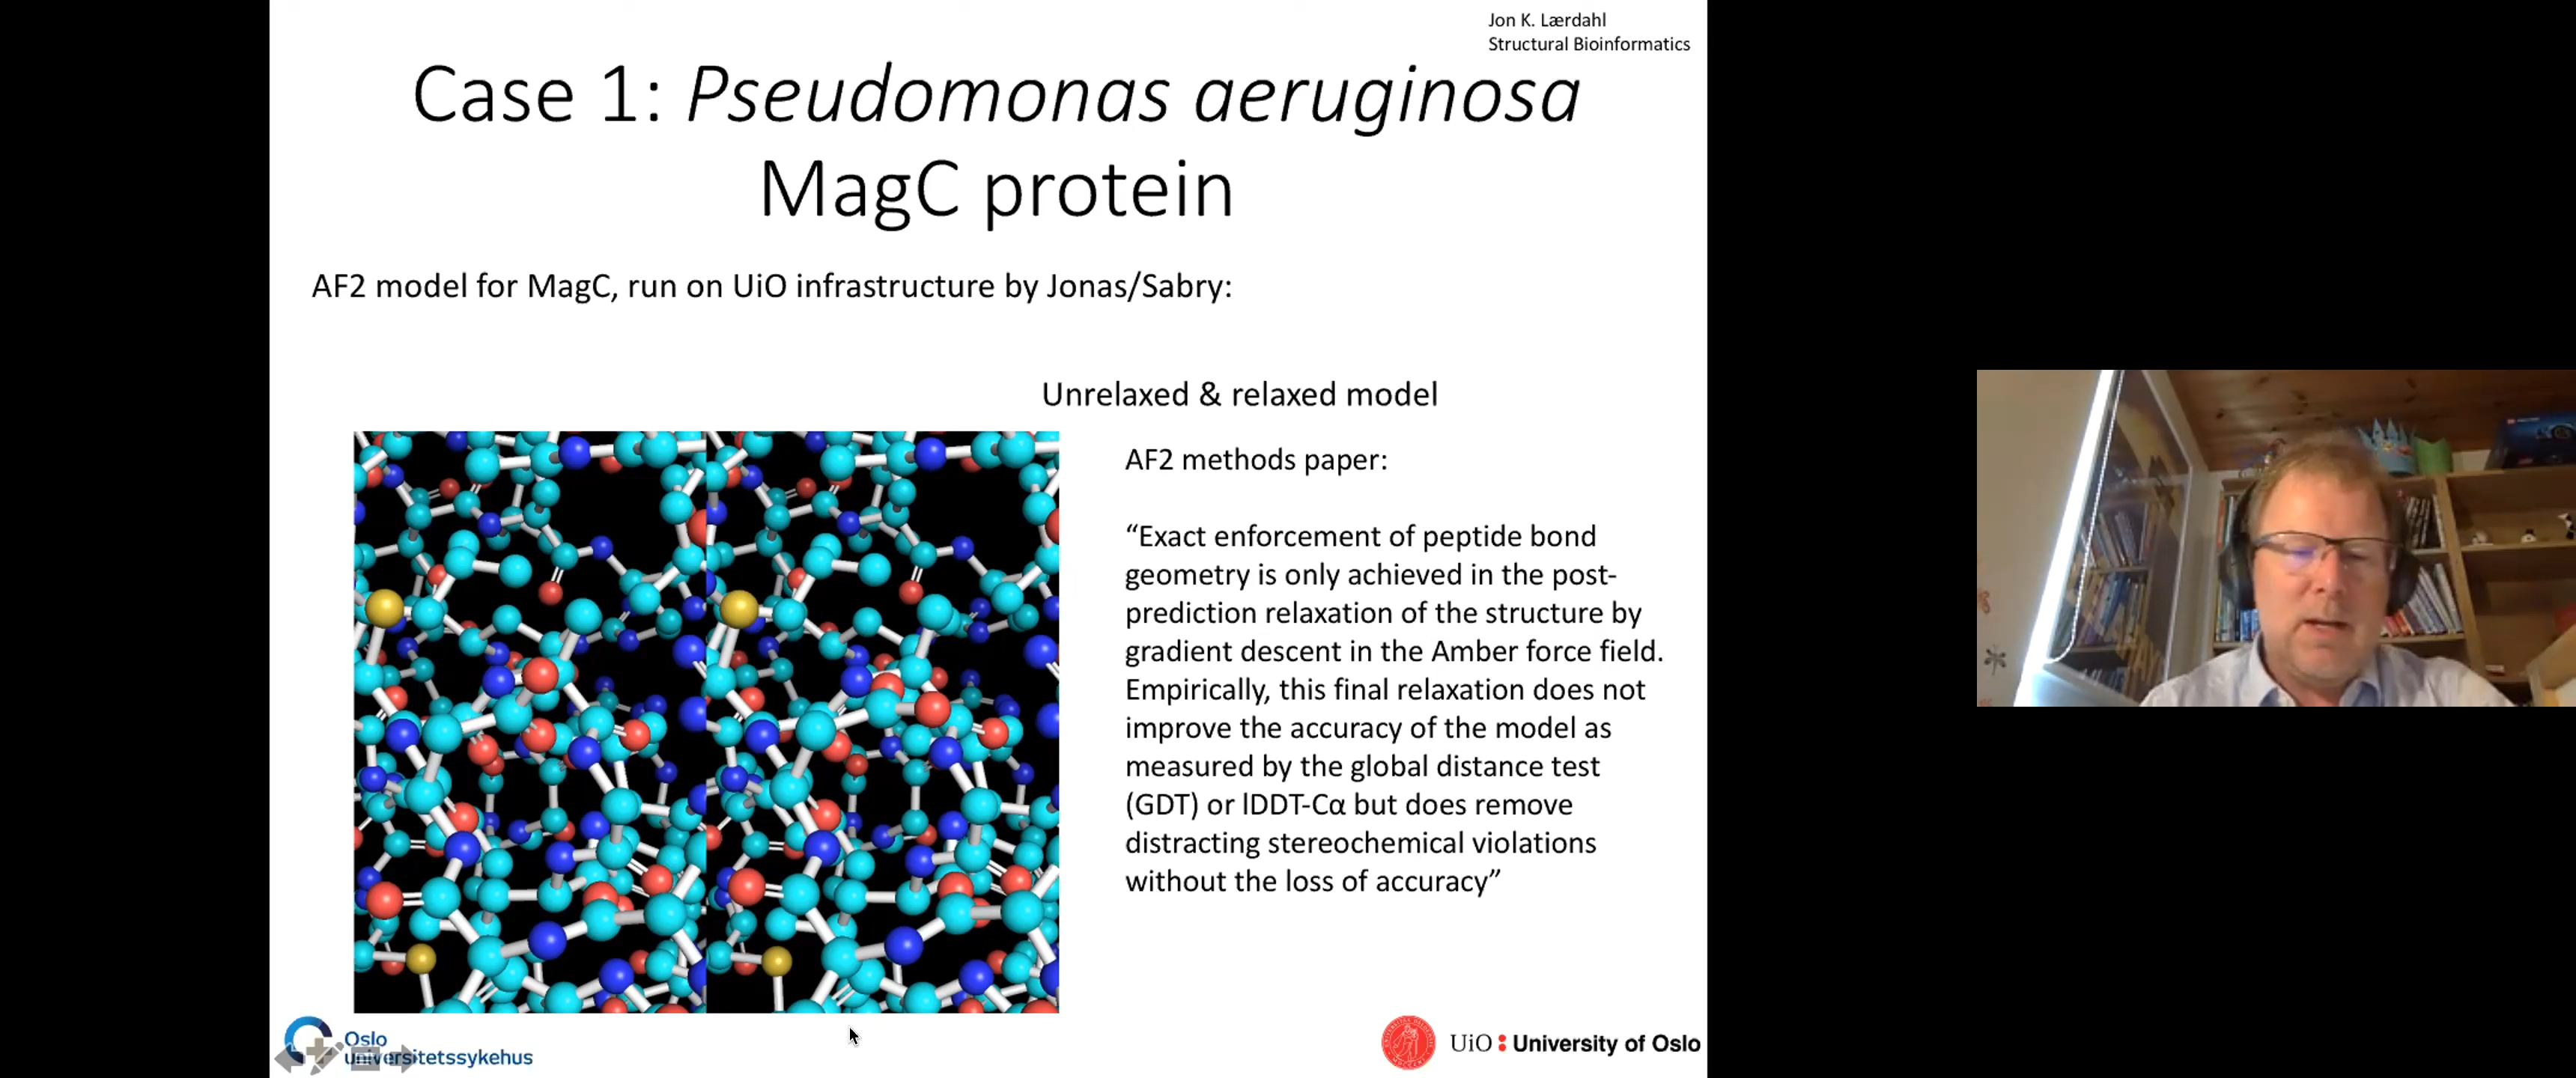 Jon K. Lærdahl
Structural Bioinformatics
Case 1: Pseudomonas aeruginosa
MagC protein
AF2 model for MagC, run on UiO infrastructure by Jonas/Sabry:
Unrelaxed & relaxed model
AF2 methods paper:
“Exact enforcement of peptide bond
geometry is only achieved in the post-
prediction relaxation of the structure by
gradient descent in the Amber force field.
Empirically, this final relaxation does not
improve the accuracy of the model as
measured by the global distance test
(GDT) or lDDT-Cα but does remove
distracting stereochemical violations
without the loss of accuracy”
Oslo
universitetssykehus
UiO : University of Oslo